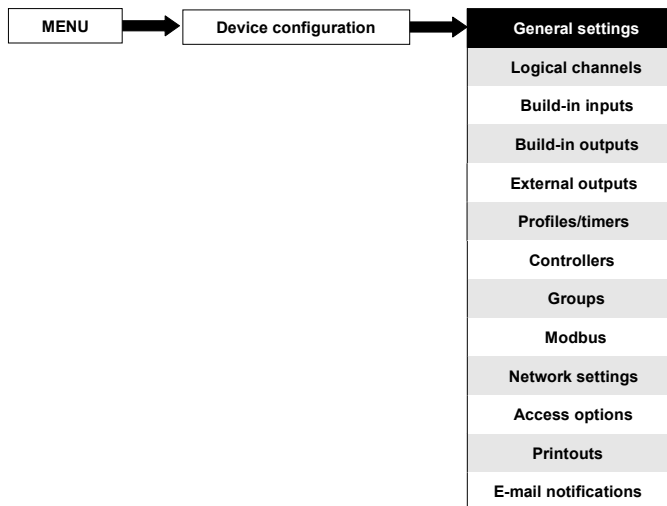 MENU
Device configuration
General settings
Logical channels
Build-in inputs
Build-in outputs
External outputs
Profiles/timers
Controllers
Groups
Modbus
Network settings
Access options
Printouts
E-mail notifications